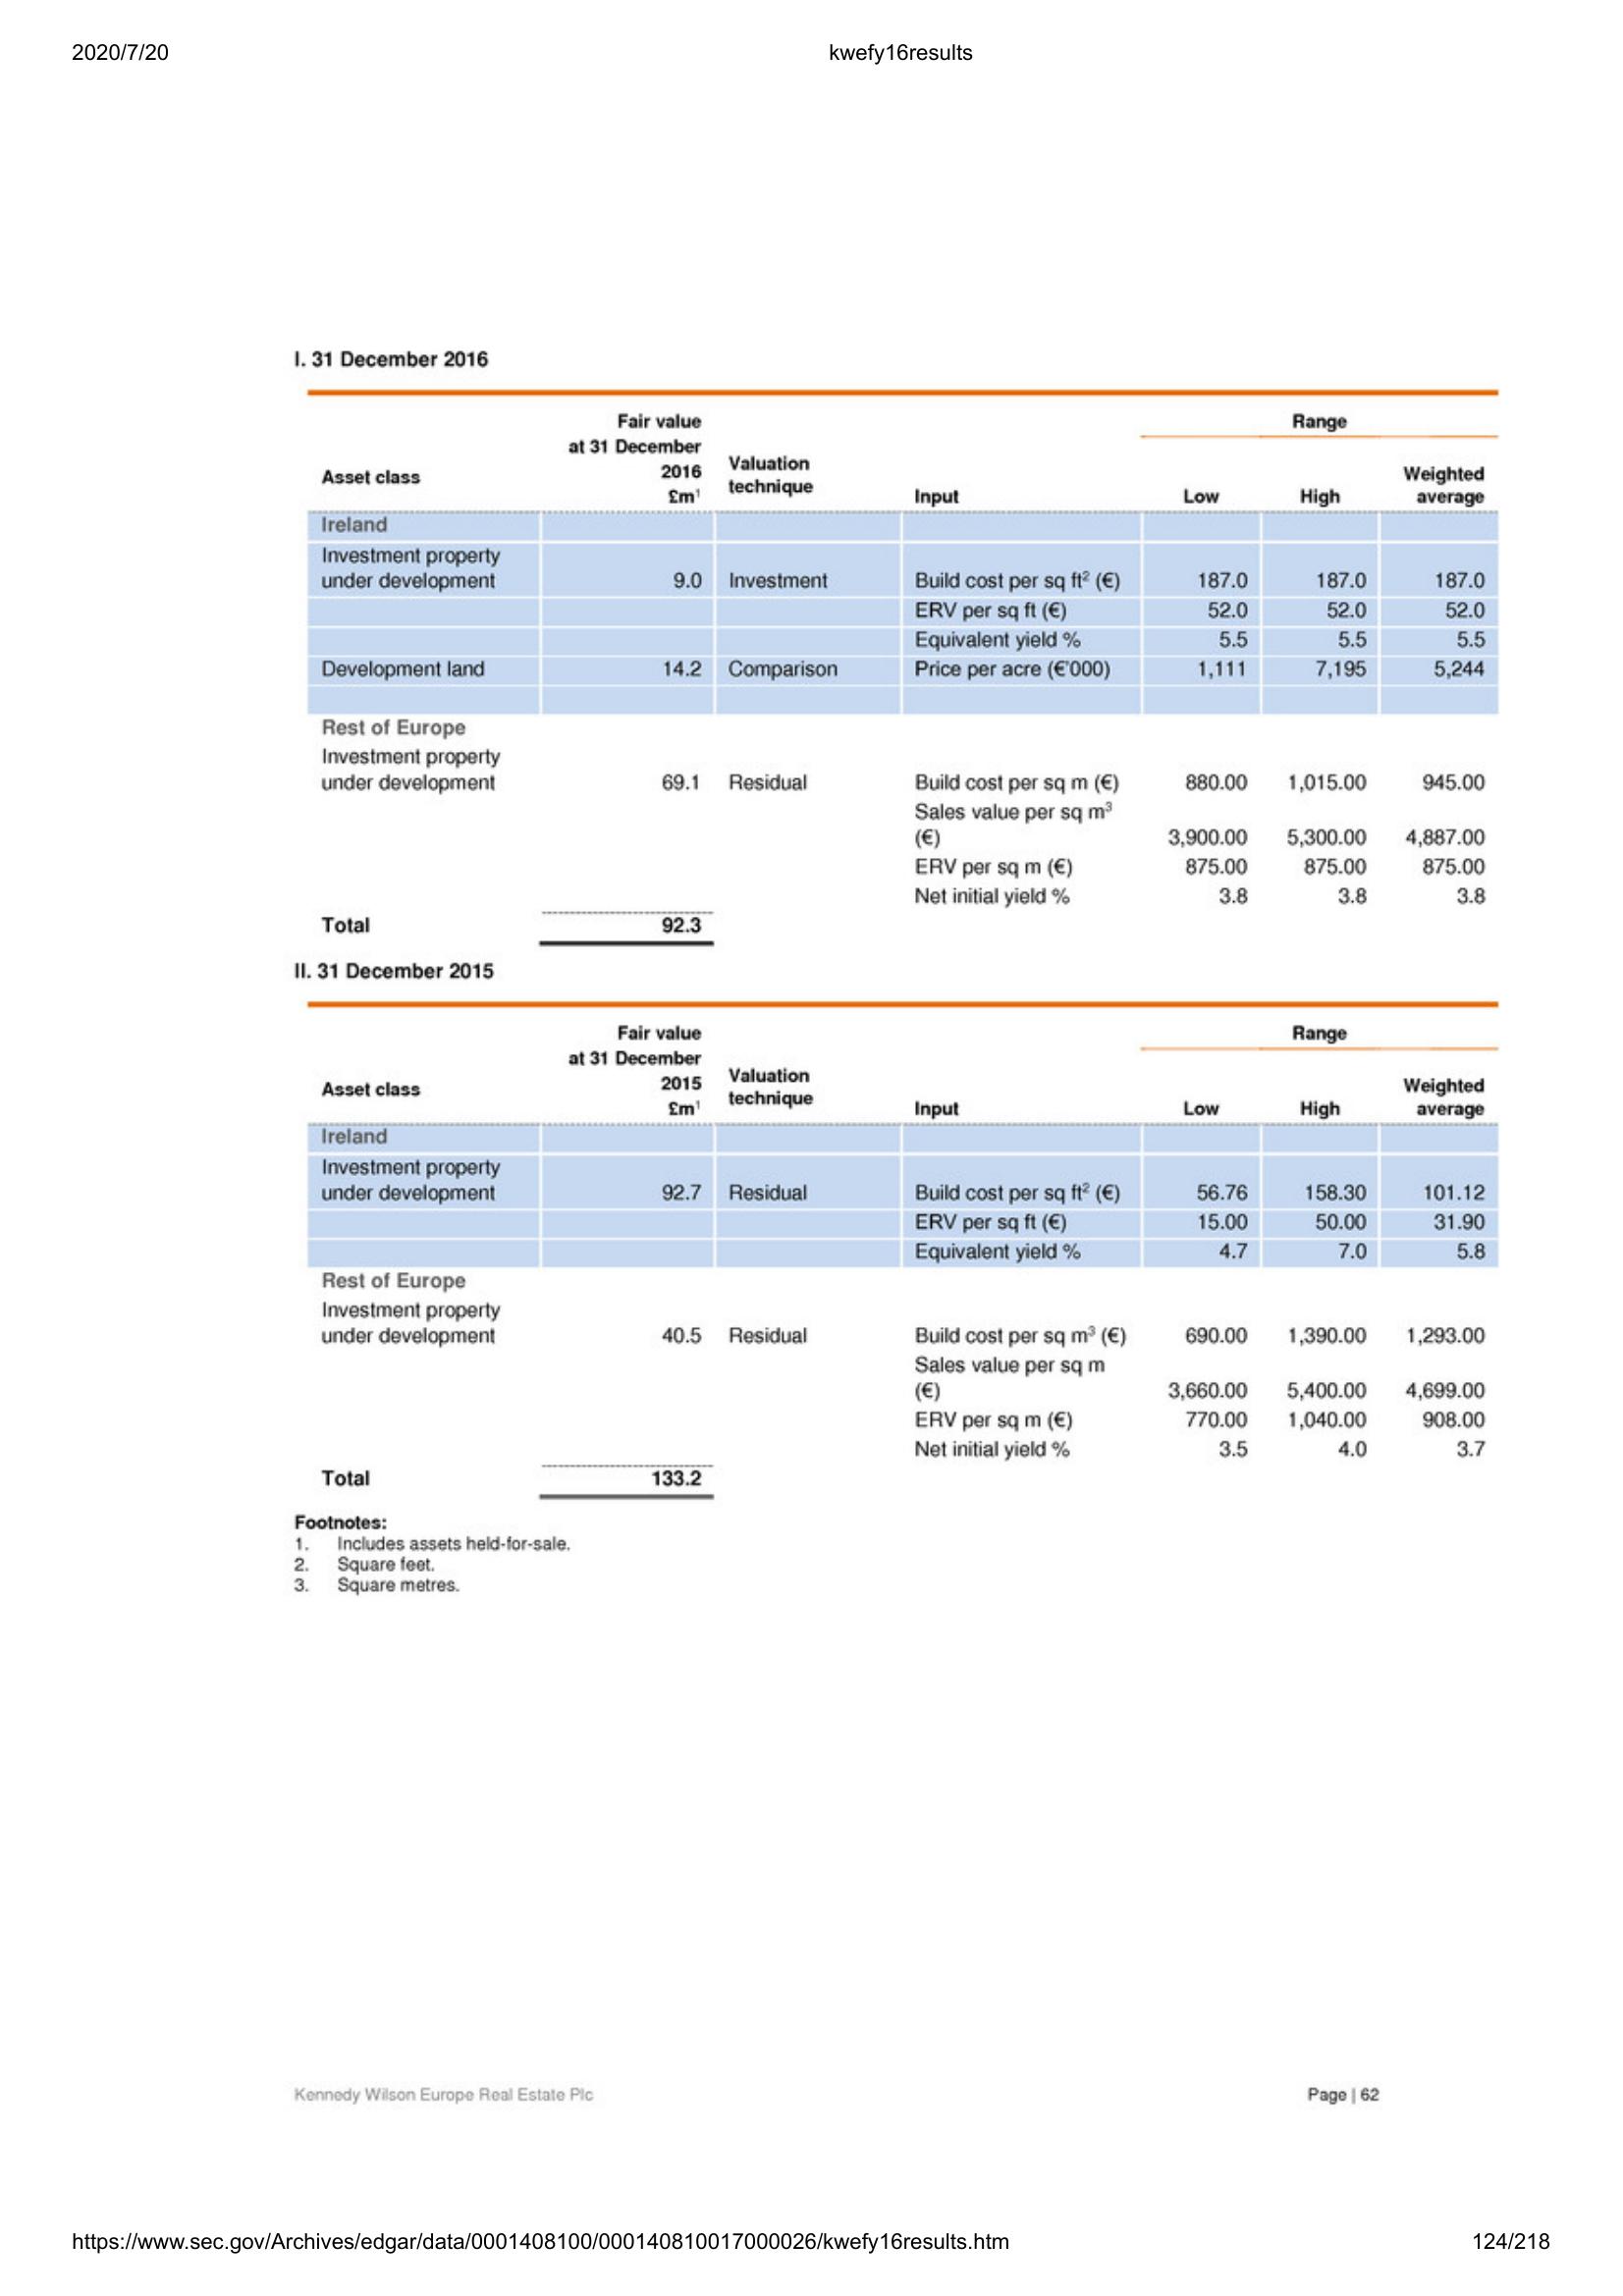 2020/7/20 kwefy16results
I. 31 December 2016
Fair value Range
at 31 December
2016 Valuation Weighted
Asset class £m¹ technique Input Low High average
Ireland
Investment property
under development 9.0 Investment Build cost per sq ft² (€) 187.0 187.0 187.0
ERV per sq ft (€) 52.0 52.0 52.0
Equivalent yield % 5.5 5.5 5.5
Development land 14.2 Comparison Price per acre (€'000) 1,111 7,195 5,244
Rest of Europe
Investment property
under development 69.1 Residual Build cost per sq m (€) 880.00 1,015.00 945.00
Sales value per sq m³
(€) 3,900.00 5,300.00 4,887.00
ERV per sq m (€) 875.00 875.00 875.00
Net initial yield % 3.8 3.8 3.8
Total 92.3
II. 31 December 2015
Fair value Range
at 31 December
2015 Valuation Weighted
Asset class £m¹ technique Input Low High average
Ireland
Investment property
under development 92.7 Residual Build cost per sq ft² (€) 56.76 158.30 101.12
ERV per sq ft (€) 15.00 50.00 31.90
Equivalent yield % 4.7 7.0 5.8
Rest of Europe
Investment property
under development 40.5 Residual Build cost per sq m³ (€) 690.00 1,390.00 1,293.00
Sales value per sq m
(€) 3,660.00 5,400.00 4,699.00
ERV per sq m (€) 770.00 1,040.00 908.00
Net initial yield % 3.5 4.0 3.7
Total 133.2
Footnotes:
1. Includes assets held-for-sale.
2. Square feet.
3. Square metres.
Kennedy Wilson Europe Real Estate Plc Page | 62
https://www.sec.gov/Archives/edgar/data/0001408100/000140810017000026/kwefy16results.htm 124/218